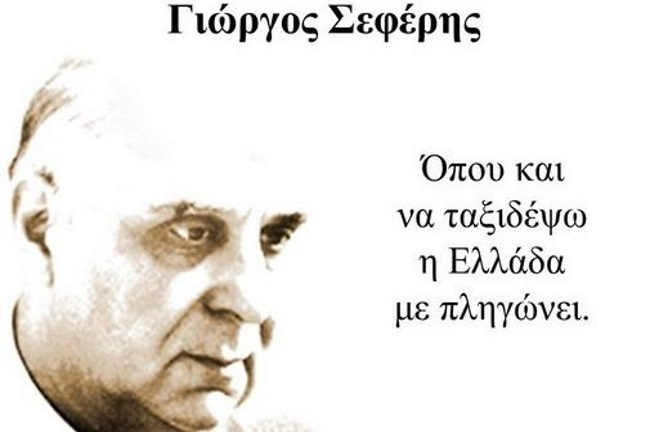 Γιώργος Σεφέρης
Όπου και
να ταξιδέψω
η Ελλάδα
με πληγώνει.